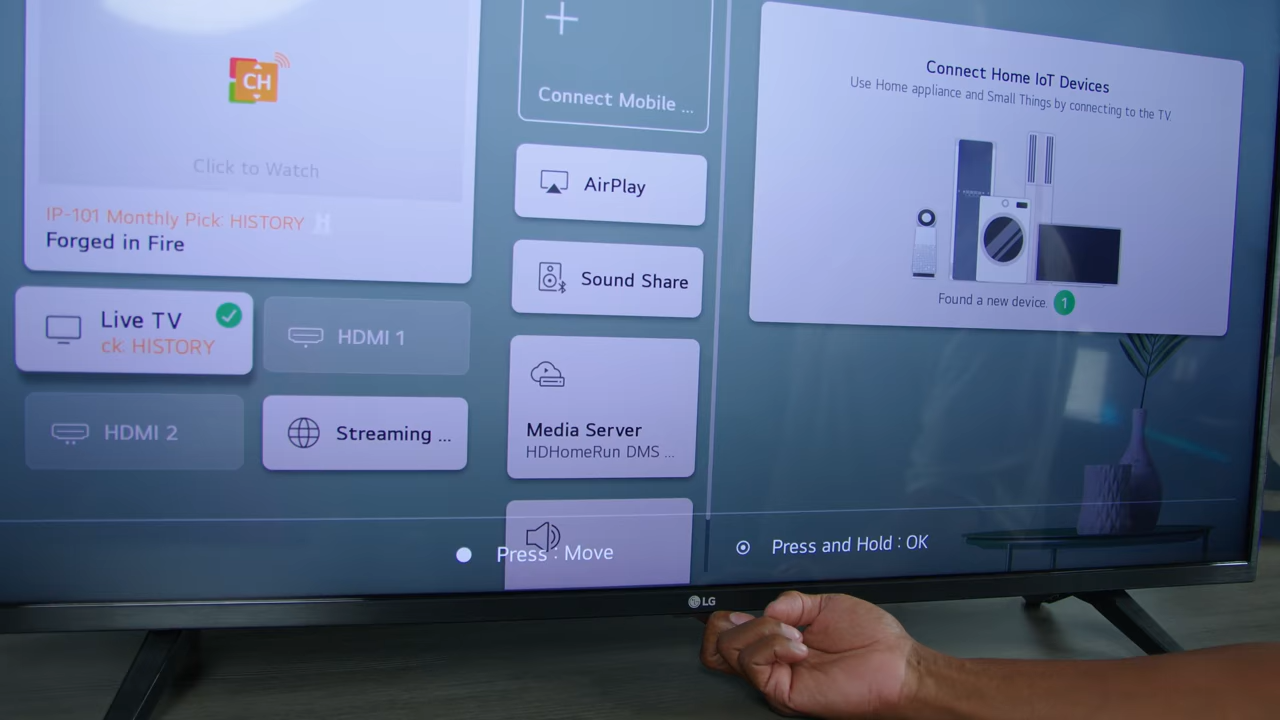 CH
Click to Watch
IP-101 Monthly Pick: HISTORY
Forged in Fire
Live TV
ck: HISTORY
HDMI 1
HDMI 2
Streaming ...
Connect Mobile ...
AirPlay
Sound Share
Media Server
HDHomeRun DMS ...
Connect Home IoT Devices
Use Home appliance and Small Things by connecting to the TV.
Found a new device. 1
Press : Move
Press and Hold : OK
LG